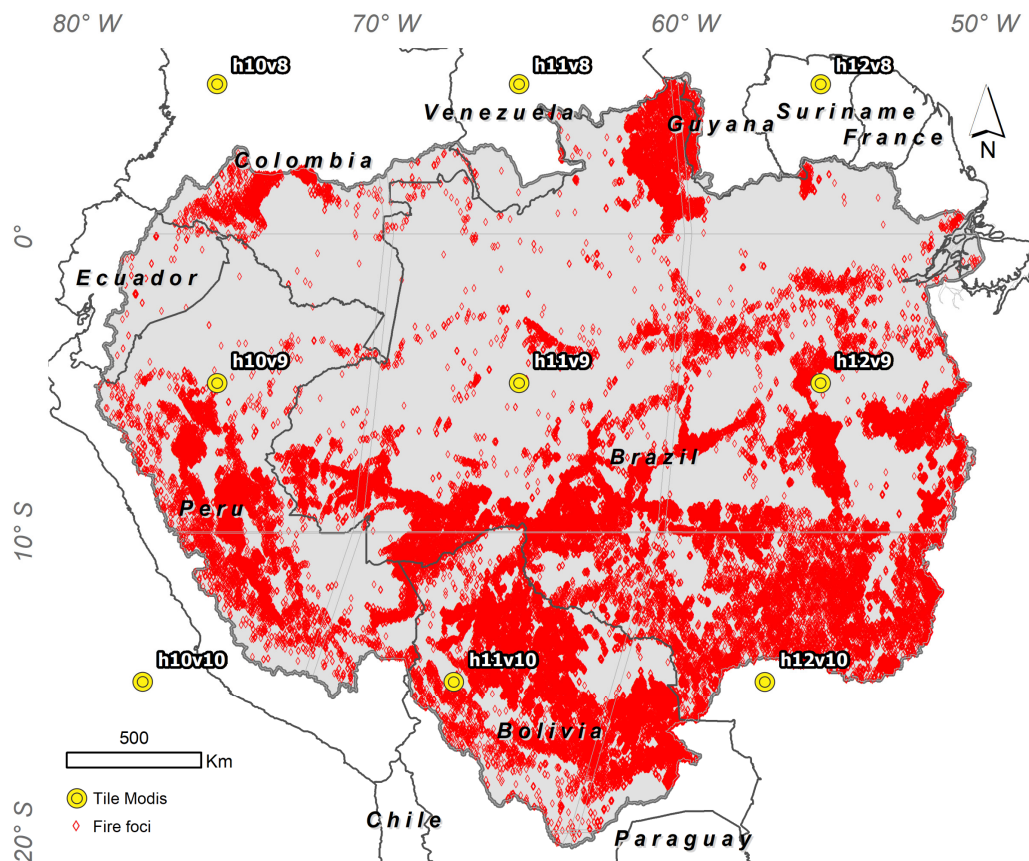 80° W
70° W
60° W
50° W
h10v8
h11v8
h12v8
Venezuela
Guyana
Suriname
France
N
Colombia
0°
Ecuador
h10v9
h11v9
h12v9
Brazil
Peru
10° S
h10v10
h11v10
h12v10
Bolivia
500
Km
Tile Modis
Fire foci
Chile
Paraguay
20° S